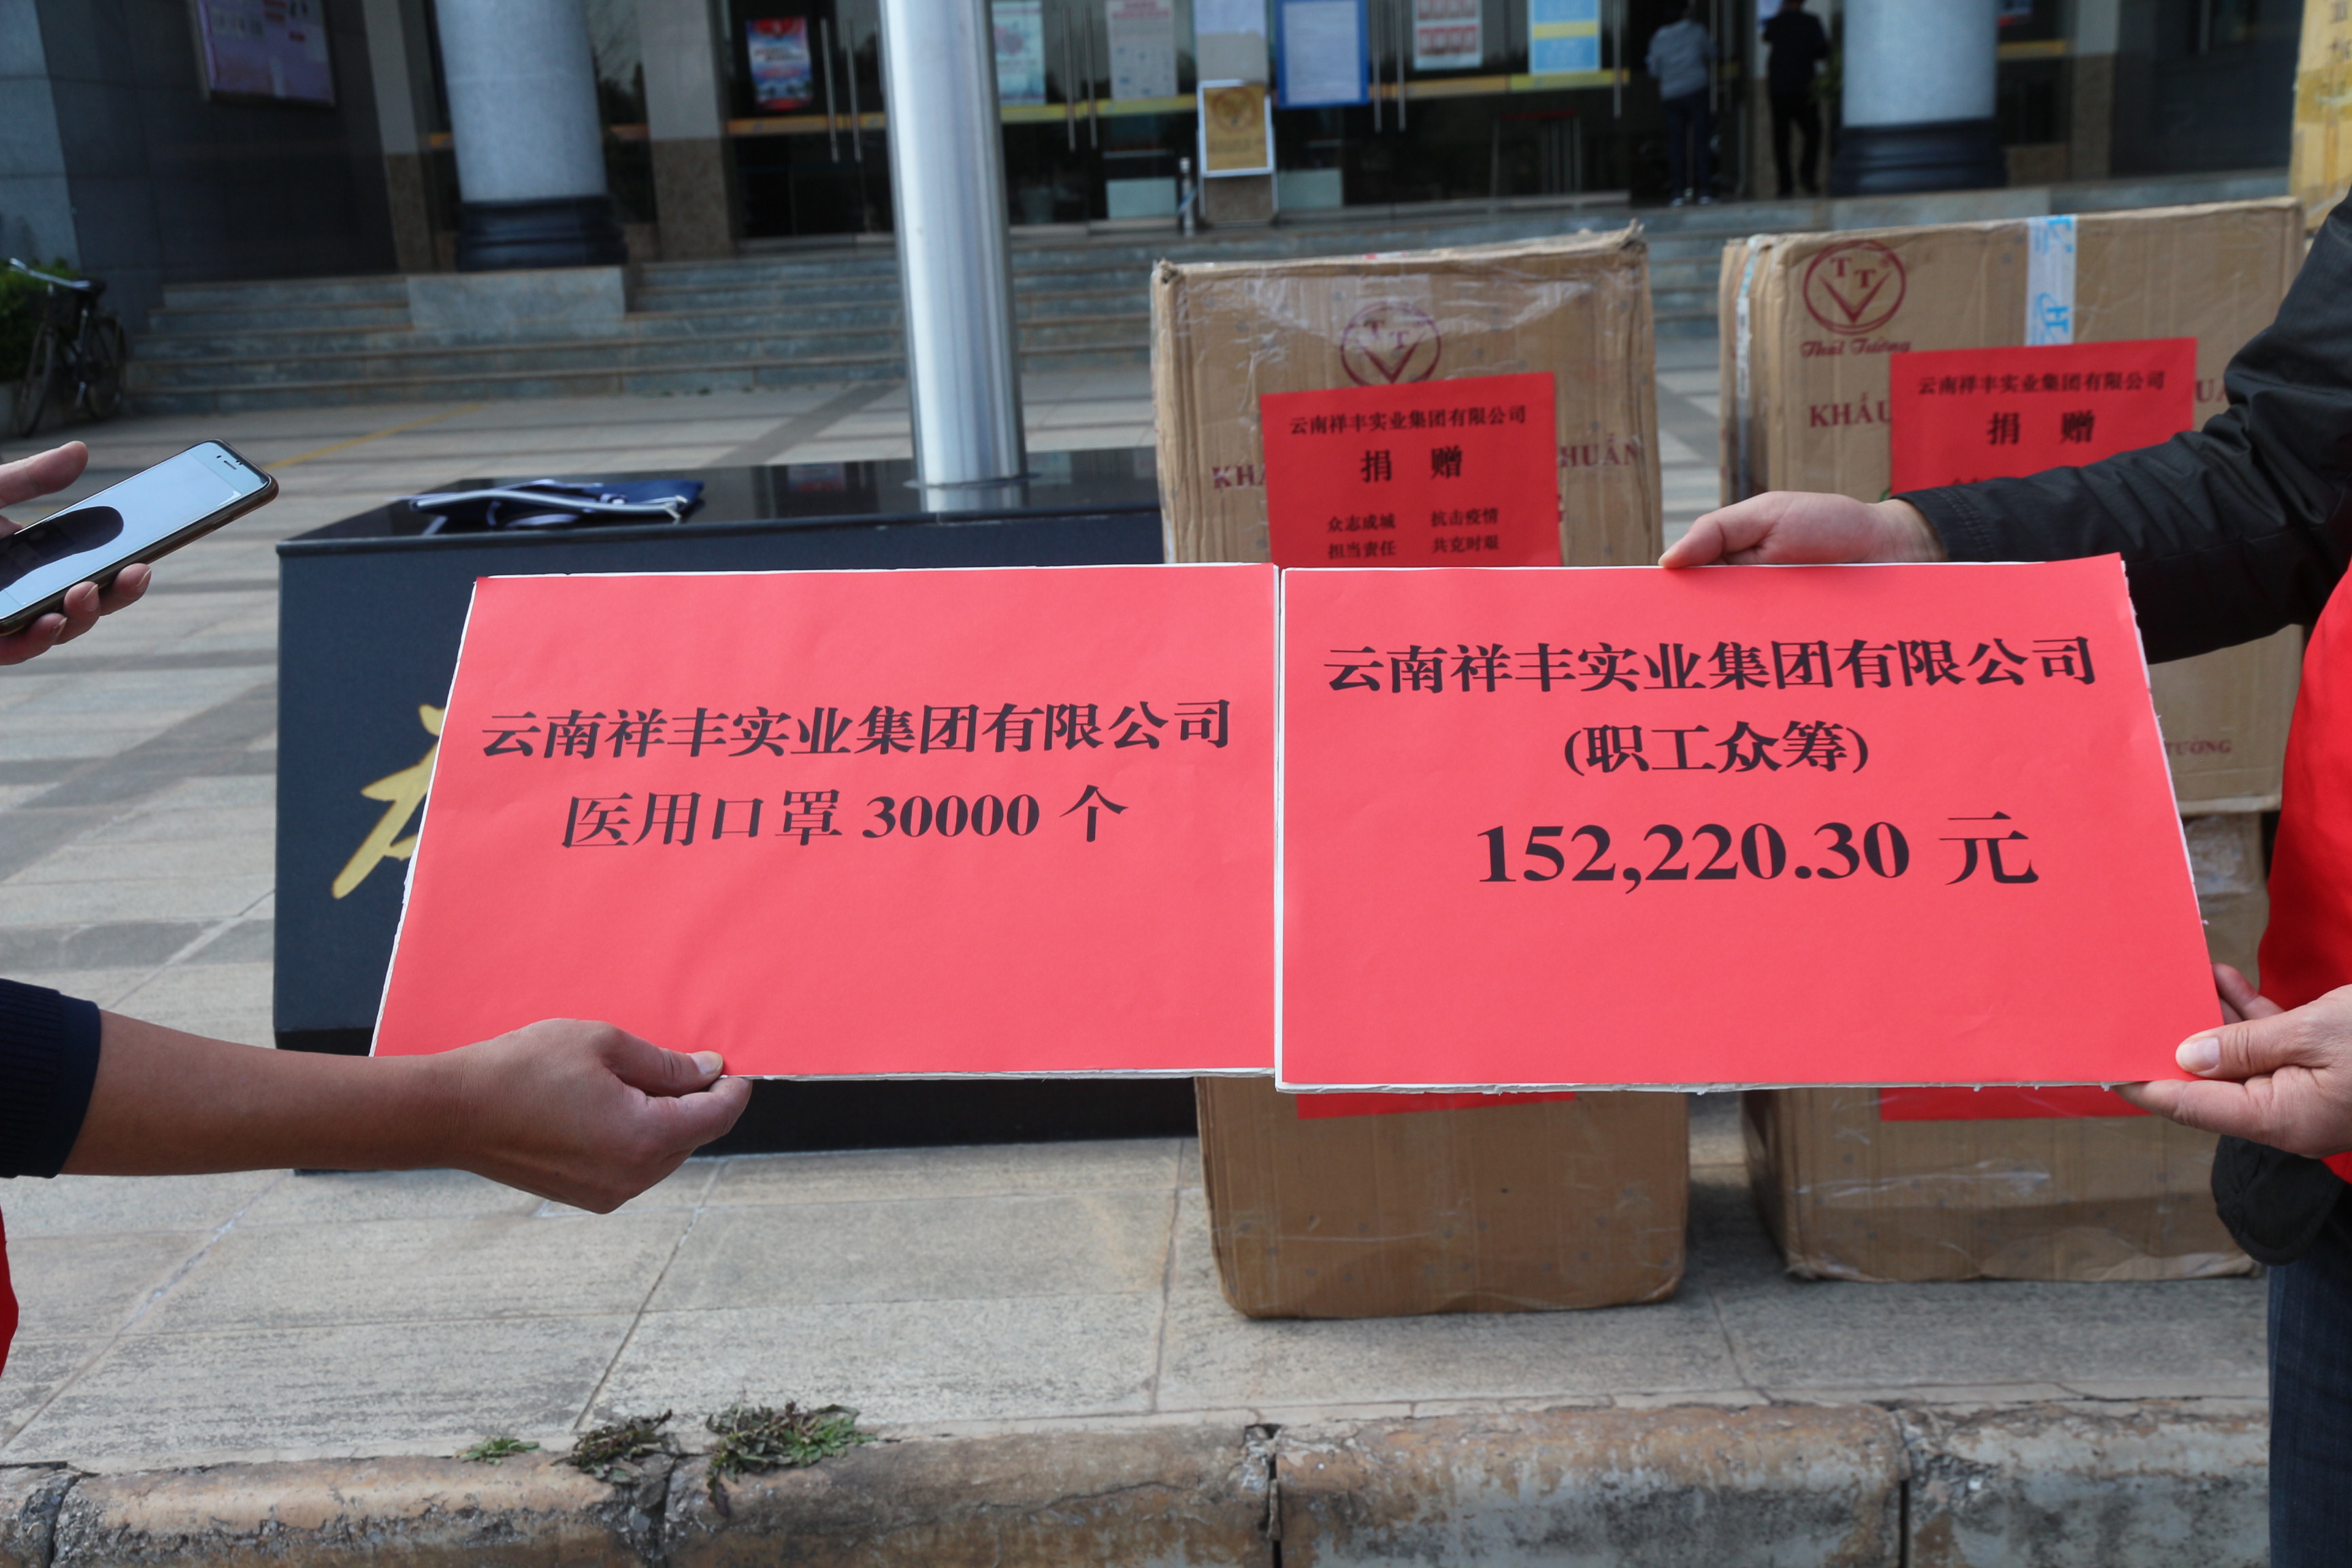 T T
Thái Tường
T T
云南祥丰实业集团有限公司
捐 赠
云南祥丰实业集团有限公司
捐 赠
众志成城 抗击疫情
担当责任 共克时艰
云南祥丰实业集团有限公司
医用口罩 30000 个
云南祥丰实业集团有限公司
(职工众筹)
152,220.30 元